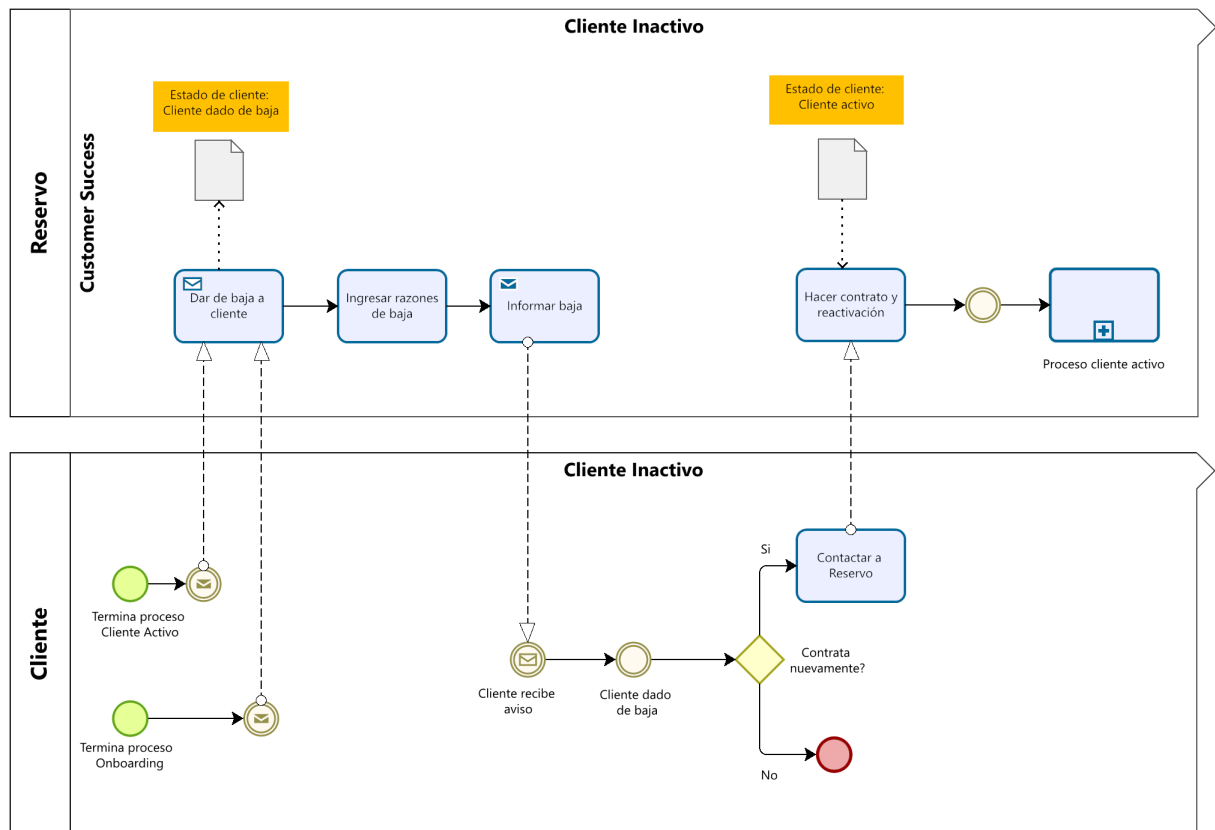 Cliente Inactivo
Reservo
Customer Success
Estado de cliente:
Cliente dado de baja
Estado de cliente:
Cliente activo
Dar de baja a
cliente
Ingresar razones
de baja
Informar baja
Hacer contrato y
reactivación
Proceso cliente activo
Cliente Inactivo
Cliente
Termina proceso
Cliente Activo
Termina proceso
Onboarding
Cliente recibe
aviso
Cliente dado
de baja
Si
Contactar a
Reservo
Contrata
nuevamente?
No